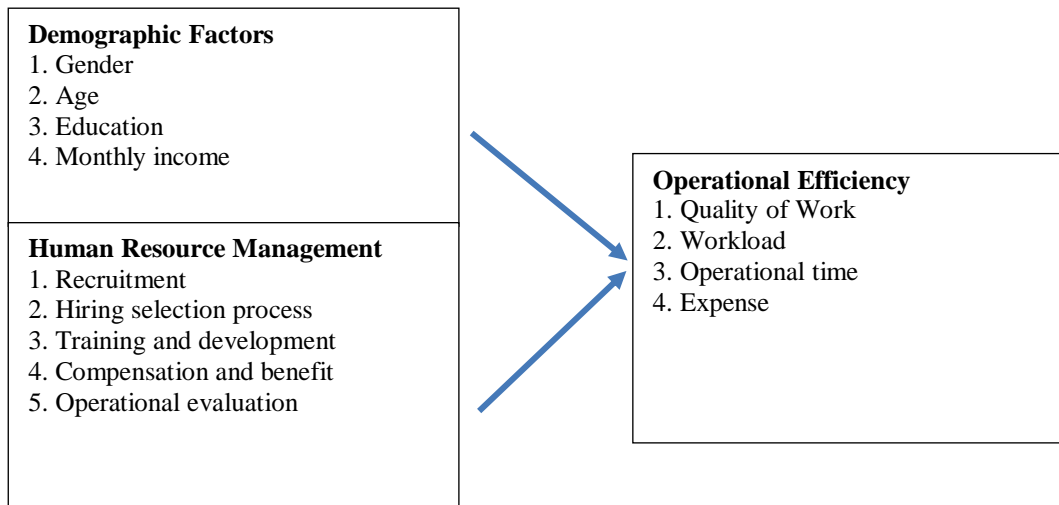 Demographic Factors
1. Gender
2. Age
3. Education
4. Monthly income
Human Resource Management
1. Recruitment
2. Hiring selection process
3. Training and development
4. Compensation and benefit
5. Operational evaluation
Operational Efficiency
1. Quality of Work
2. Workload
3. Operational time
4. Expense